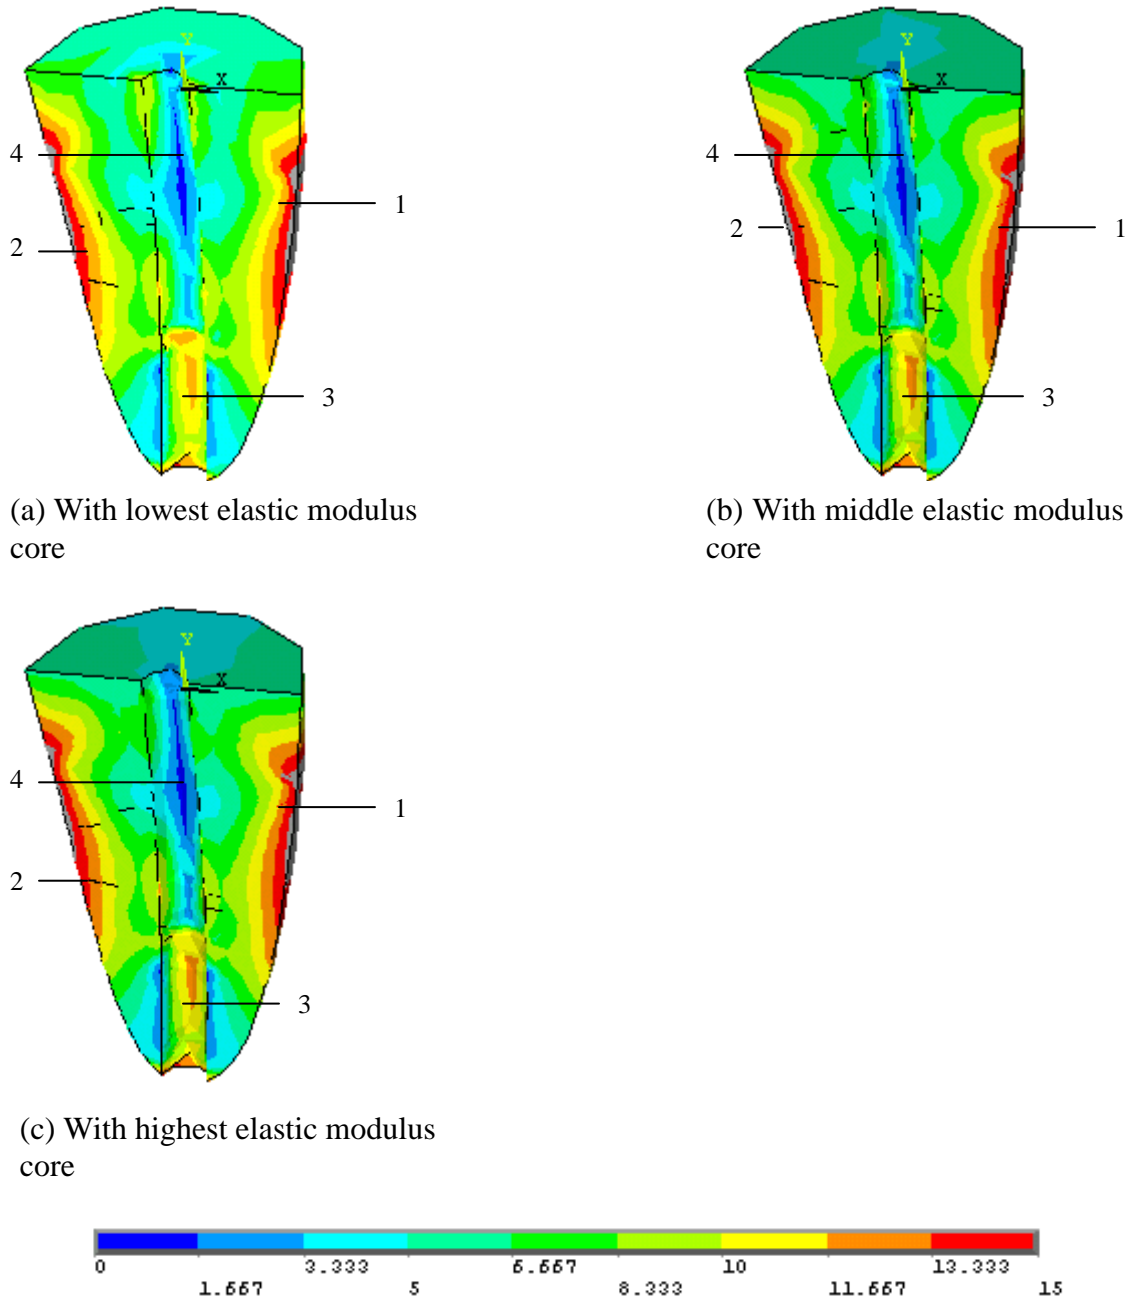 Y
X
4
1
2
3
(a) With lowest elastic modulus
core
Y
X
4
2
1
3
(b) With middle elastic modulus
core
Y
X
4
1
2
3
(c) With highest elastic modulus
core
0 3.333 6.667 10 13.333
1.667 5 8.333 11.667 15